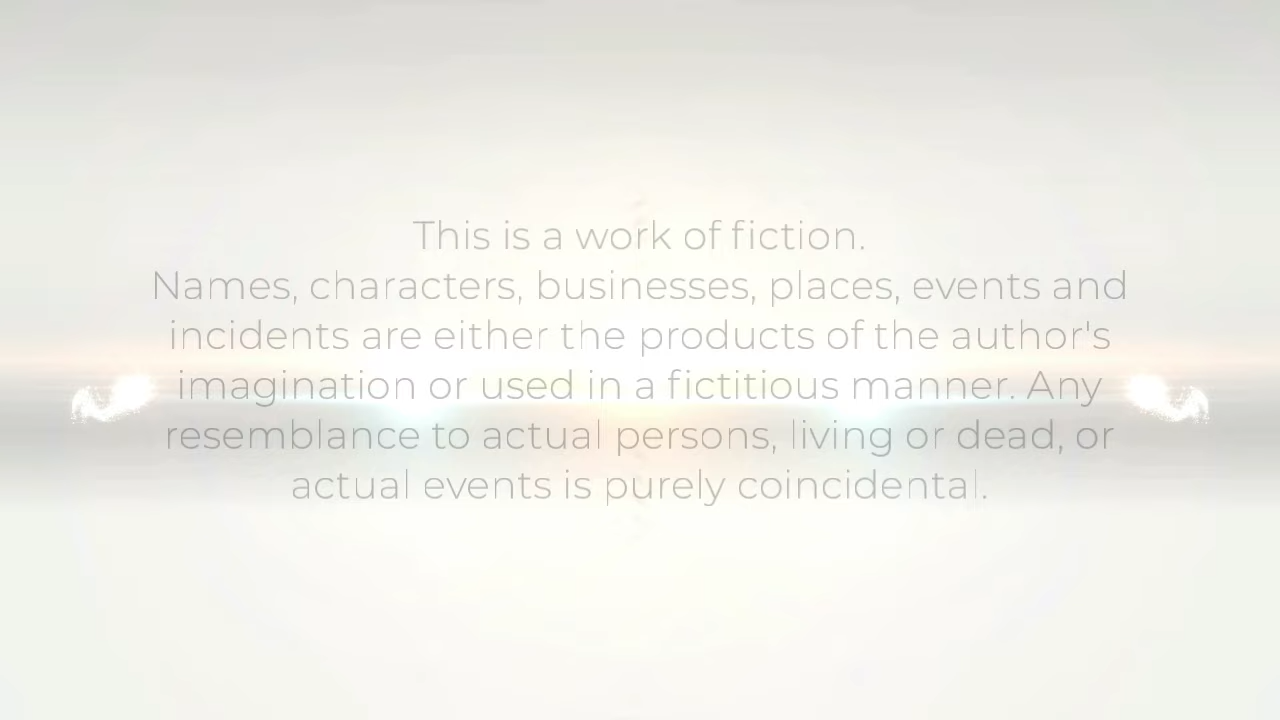 This is a work of fiction.
Names, characters, businesses, places, events and
incidents are either the products of the author's
imagination or used in a fictitious manner. Any
resemblance to actual persons, living or dead, or
actual events is purely coincidental.